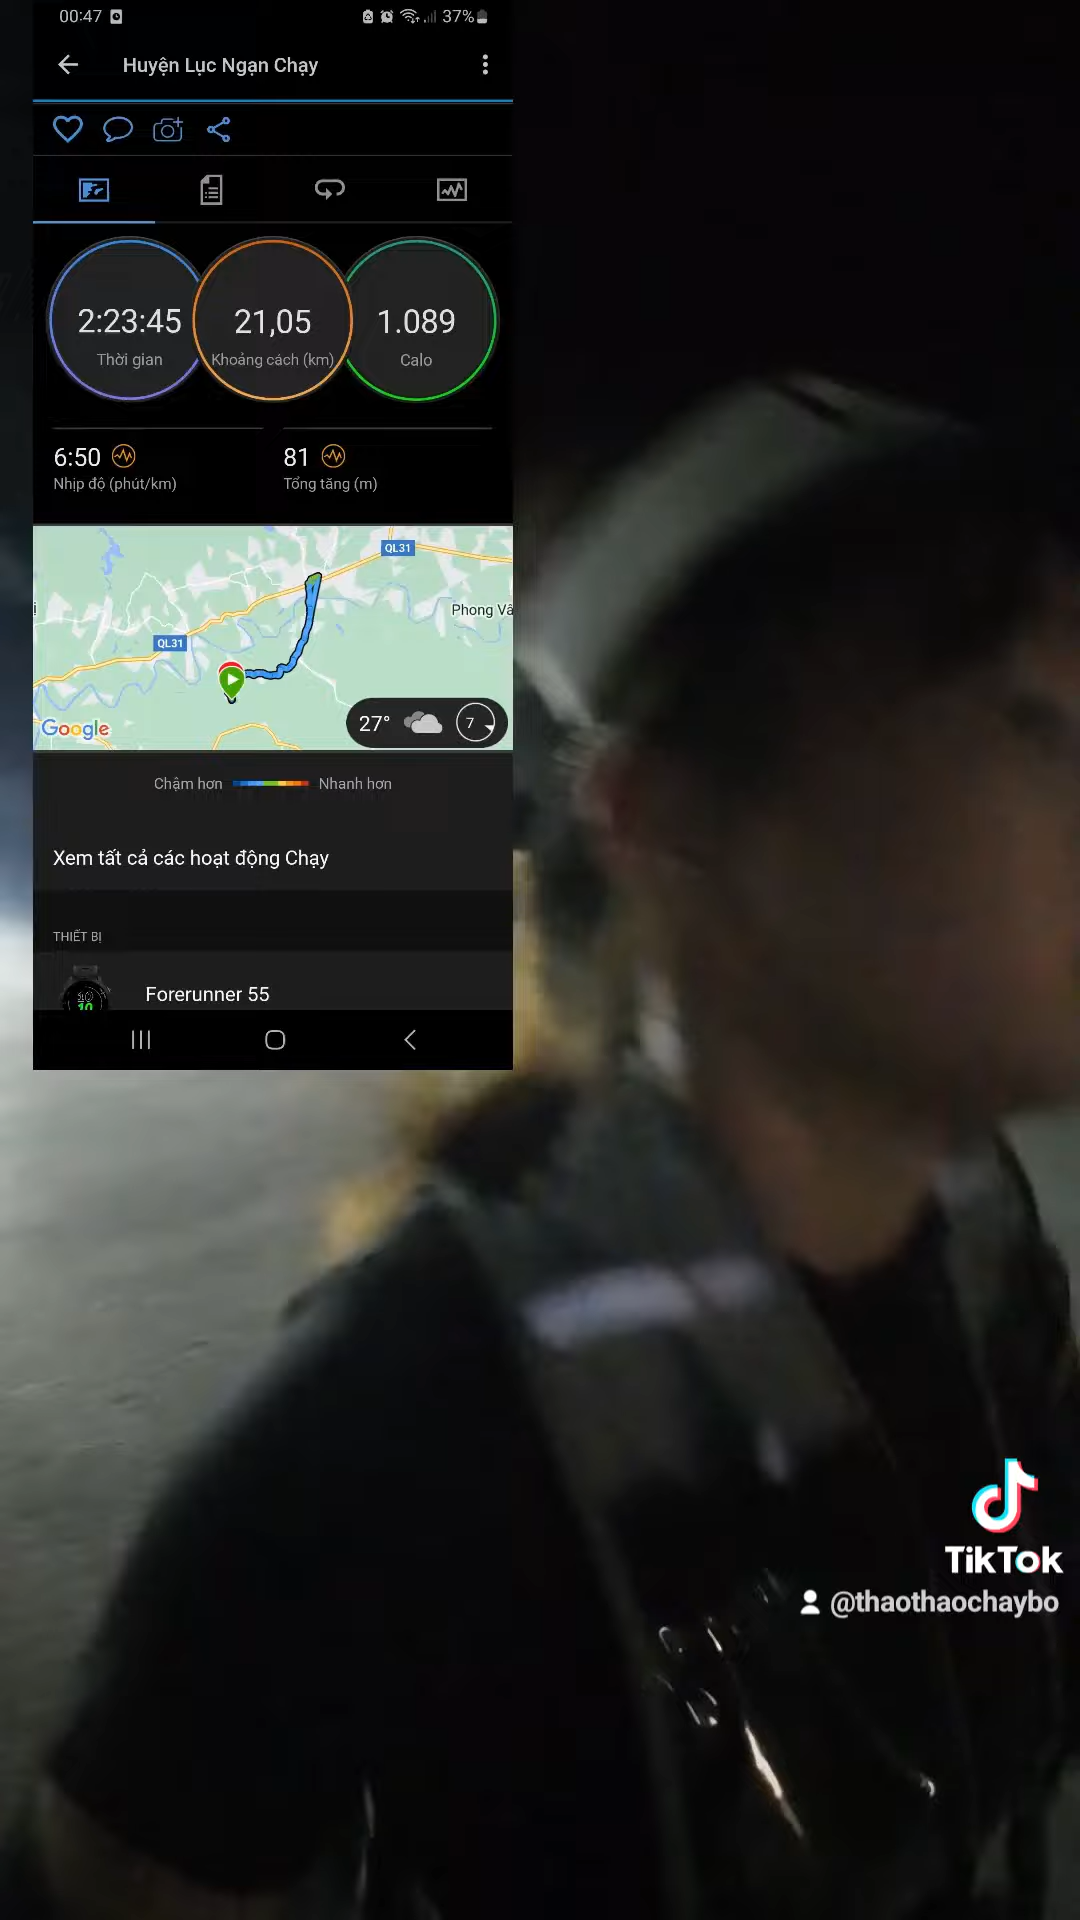 00:47
37%
Huyện Lục Ngạn Chạy
2:23:45
Thời gian
21,05
Khoảng cách (km)
1.089
Calo
6:50
Nhịp độ (phút/km)
81
Tổng tăng (m)
QL31
Phong Vâ
QL31
Google
27°
7
Chậm hơn
Nhanh hơn
Xem tất cả các hoạt động Chạy
THIẾT BỊ
10
10
Forerunner 55
TikTok
@thaothaochaybo